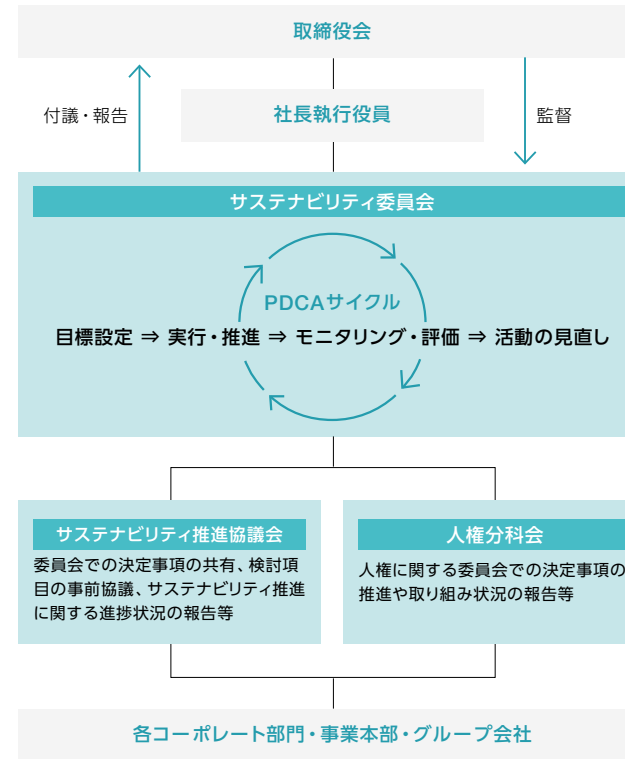 取締役会
付議・報告
社長執行役員
監督
サステナビリティ委員会
PDCAサイクル
目標設定 ⇒ 実行・推進 ⇒ モニタリング・評価 ⇒ 活動の見直し
サステナビリティ推進協議会
委員会での決定事項の共有、検討項
目の事前協議、サステナビリティ推進
に関する進捗状況の報告等
人権分科会
人権に関する委員会での決定事項の
推進や取り組み状況の報告等
各コーポレート部門・事業本部・グループ会社